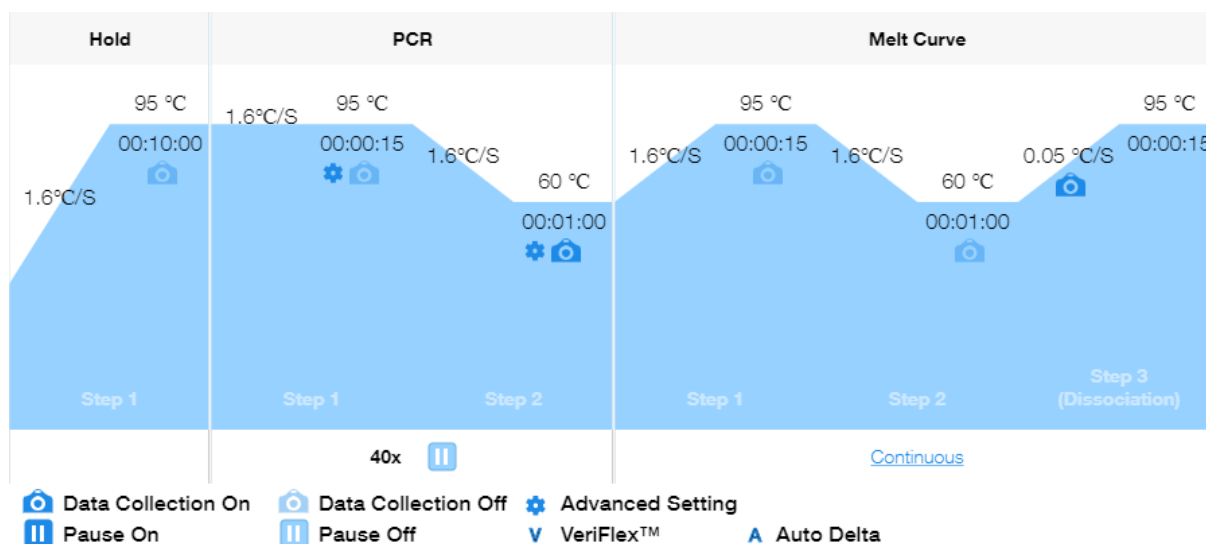 Hold PCR Melt Curve
95 °C 95 °C 95 °C 95 °C
1.6°C/S
00:10:00 00:00:15 00:00:15 00:00:15
1.6°C/S 1.6°C/S 1.6°C/S 0.05 °C/S
60 °C 60 °C
1.6°C/S
00:01:00 00:01:00
Step 3
Step 1 Step 1 Step 2 Step 1 Step 2 (Dissociation)
40x Continuous
Data Collection On Data Collection Off Advanced Setting
Pause On Pause Off V VeriFlex™ A Auto Delta